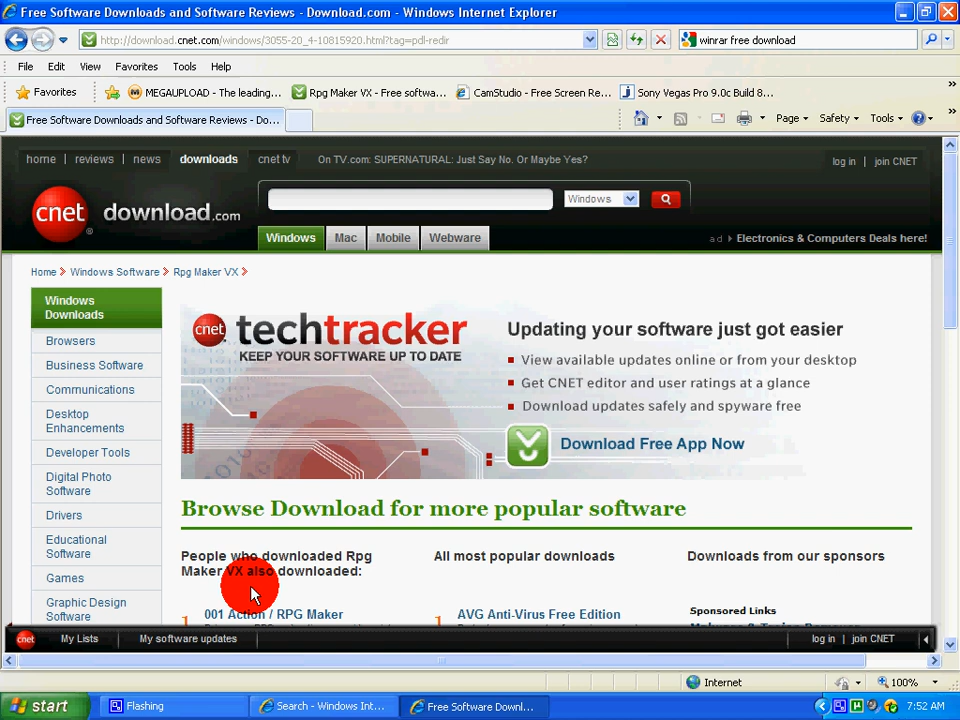 Free Software Downloads and Software Reviews - Download.com - Windows Internet Explorer
http://download.cnet.com/windows/3055-20_4-10815920.html?tag=pdl-redir
winrar free download
File Edit View Favorites Tools Help
Favorites MEGAUPLOAD - The leading... Rpg Maker VX - Free softwa... CamStudio - Free Screen Re... Sony Vegas Pro 9.0c Build 8...
Free Software Downloads and Software Reviews - Do... Page Safety Tools
home | reviews | news downloads cnet tv On TV.com: SUPERNATURAL: Just Say No. Or Maybe Yes? log in | join CNET
cnet download.com Windows
Windows Mac Mobile Webware ad Electronics & Computers Deals here!
Home Windows Software Rpg Maker VX
Windows Downloads
Browsers
Business Software
Communications
Desktop
Enhancements
Developer Tools
Digital Photo
Software
Drivers
Educational
Software
Games
Graphic Design
Software
cnet techtracker
KEEP YOUR SOFTWARE UP TO DATE
Updating your software just got easier
View available updates online or from your desktop
Get CNET editor and user ratings at a glance
Download updates safely and spyware free
Download Free App Now
Browse Download for more popular software
People who downloaded Rpg
Maker VX also downloaded:
1 001 Action / RPG Maker
All most popular downloads
1 AVG Anti-Virus Free Edition
Downloads from our sponsors
Sponsored Links
cnet My Lists My software updates log in | join CNET
Internet 100%
start Flashing Search - Windows Int... Free Software Downl... 7:52 AM